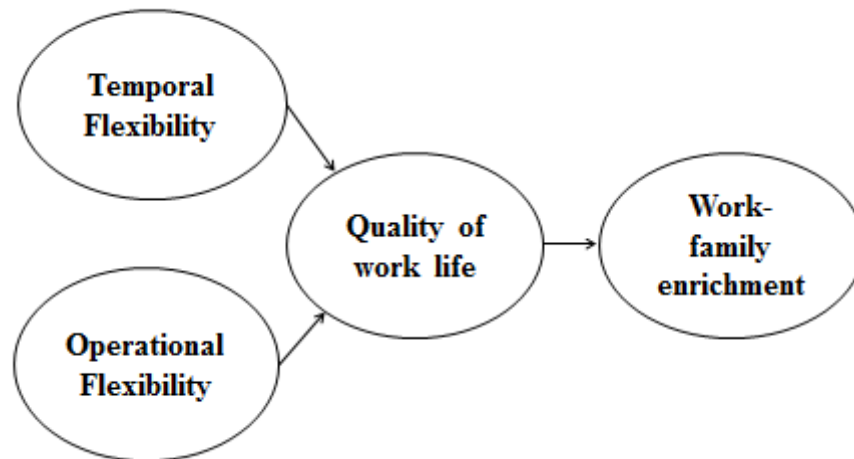 Temporal
Flexibility
Quality of
work life
Work-
family
enrichment
Operational
Flexibility